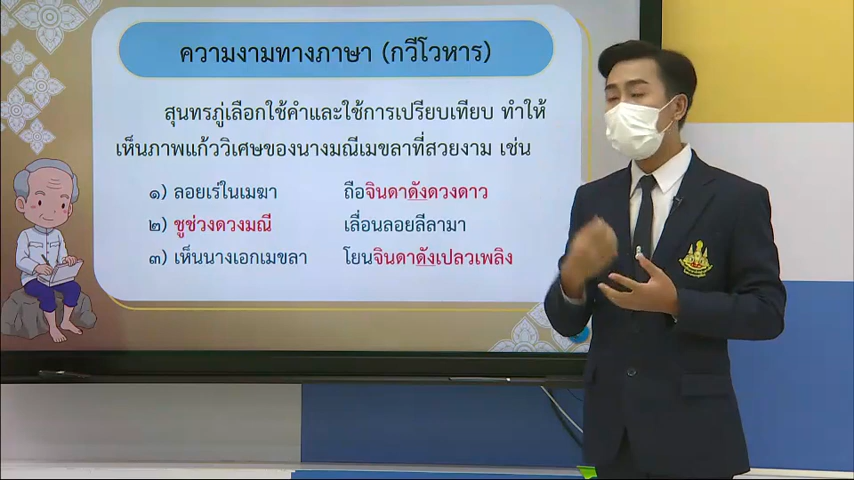 ความงามทางภาษา (กวีโวหาร)
สุนทรภู่เลือกใช้คำและใช้การเปรียบเทียบ ทำให้
เห็นภาพแก้ววิเศษของนางมณีเมขลาที่สวยงาม เช่น
๑) ลอยเร่ในเมฆา ถือจินดาดังดวงดาว
๒) ชูช่วงดวงมณี เลื่อนลอยลีลามา
๓) เห็นนางเอกเมขลา โยนจินดาดังเปลวเพลิง